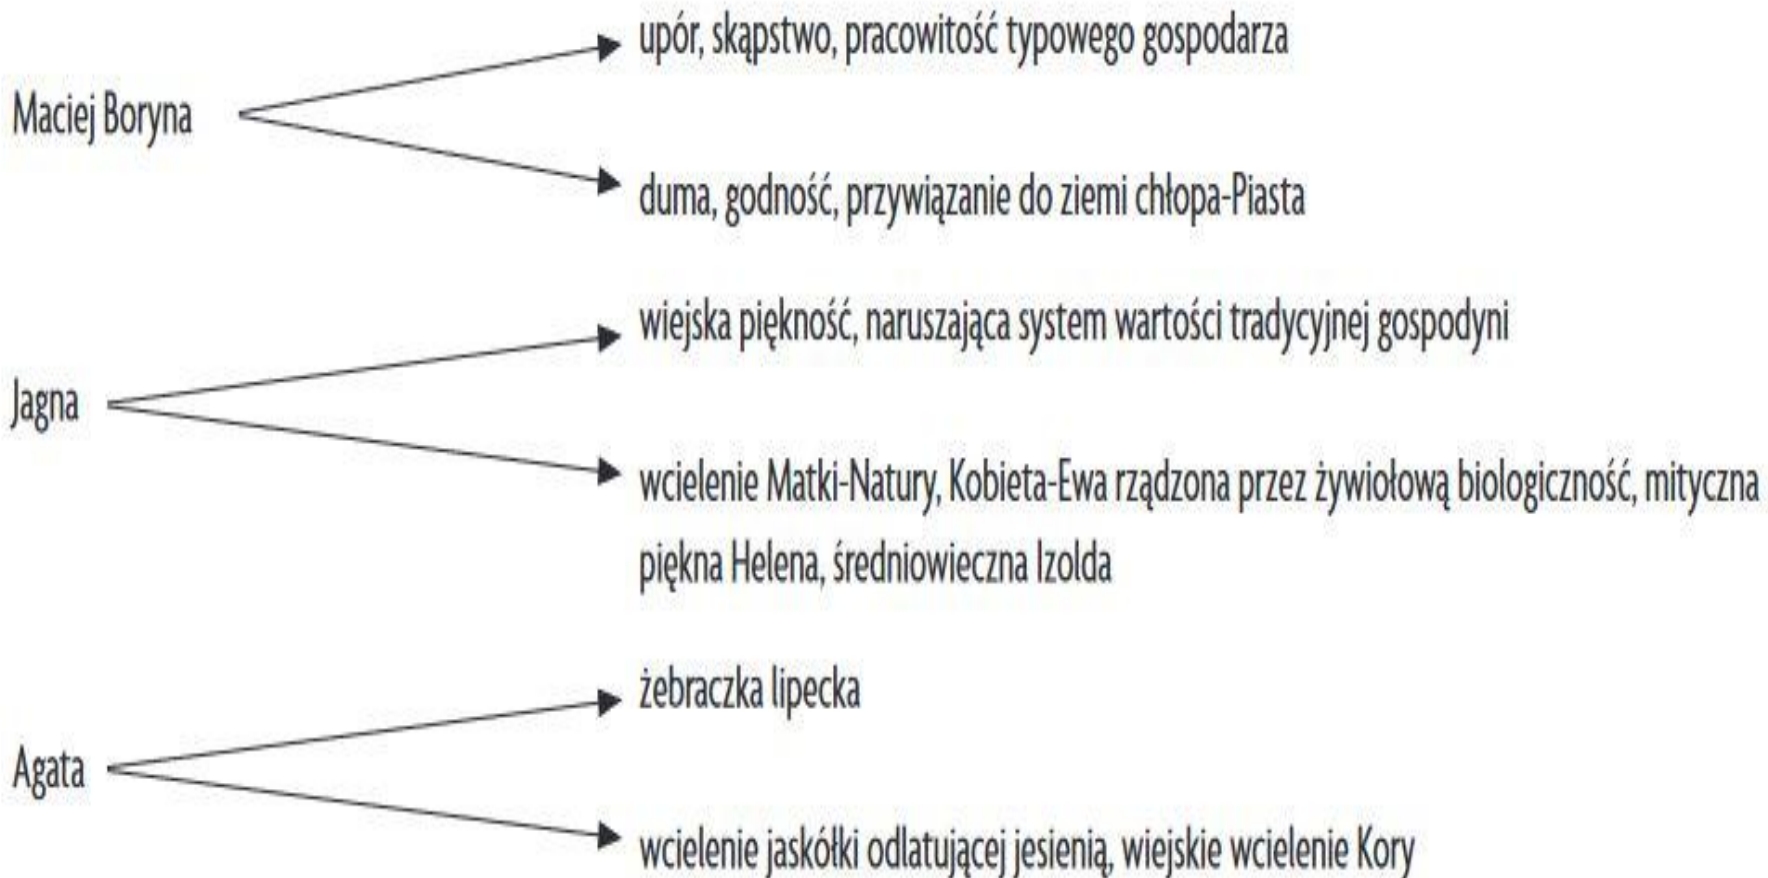 upór, skąpstwo, pracowitość typowego gospodarza
Maciej Boryna
duma, godność, przywiązanie do ziemi chłopa-Piasta
wiejska piękność, naruszająca system wartości tradycyjnej gospodyni
Jagna
wcielenie Matki-Natury, Kobieta-Ewa rządzona przez żywiołową biologiczność, mityczna
piękna Helena, średniowieczna Izolda
żebraczka lipecka
Agata
wcielenie jaskółki odlatującej jesienią, wiejskie wcielenie Kory